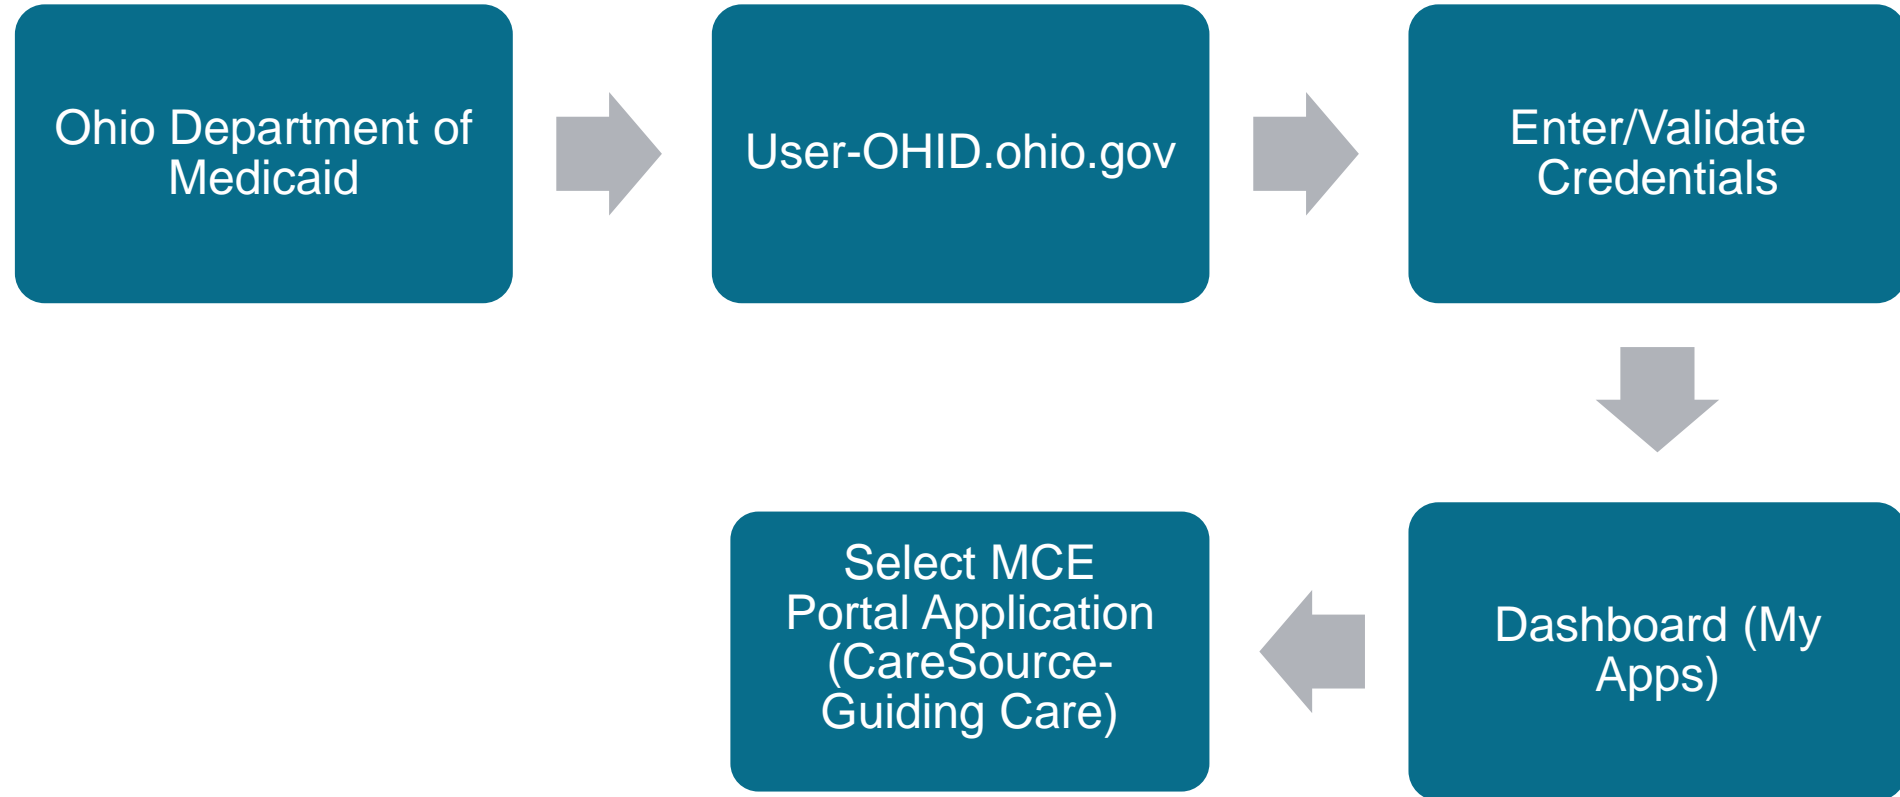 Ohio Department of
Medicaid
User-OHID.ohio.gov
Enter/Validate
Credentials
Dashboard (My
Apps)
Select MCE
Portal Application
(CareSource-
Guiding Care)